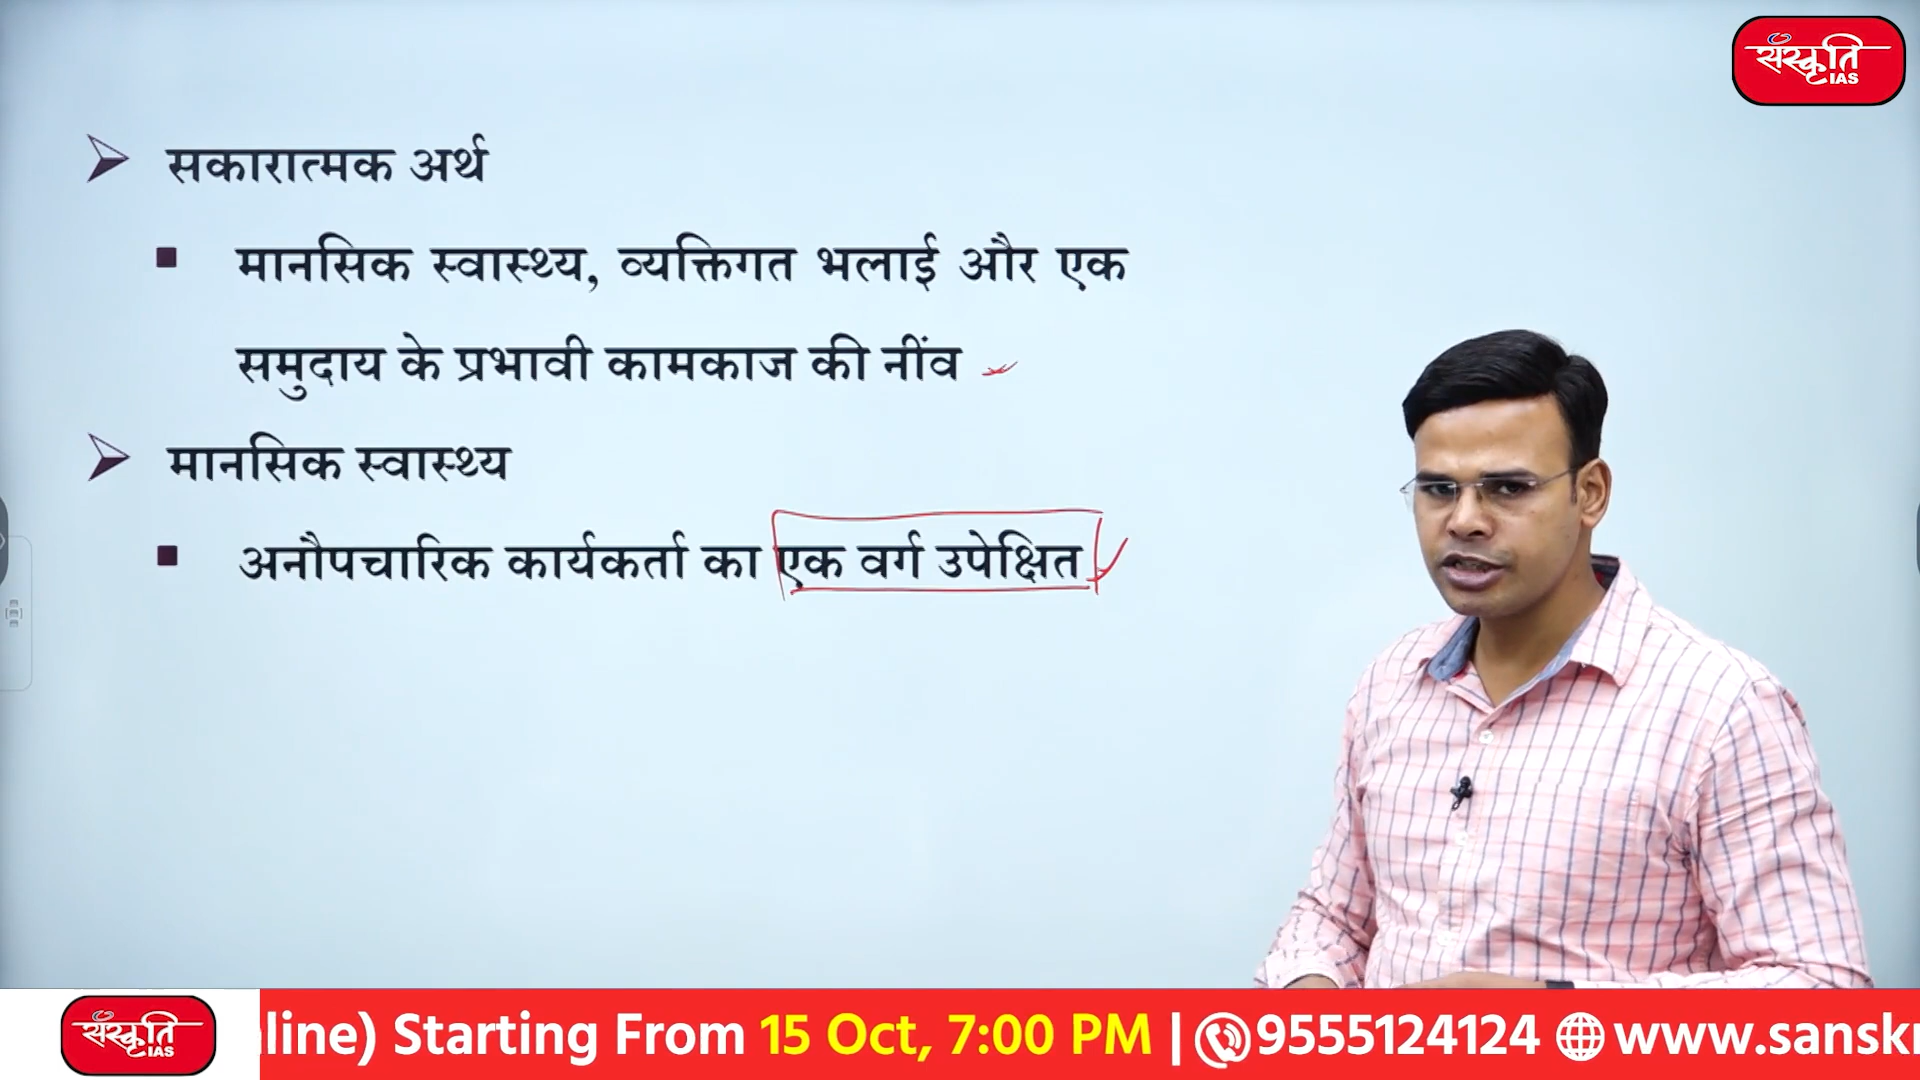 संस्कृति
IAS
सकारात्मक अर्थ
मानसिक स्वास्थ्य, व्यक्तिगत भलाई और एक
समुदाय के प्रभावी कामकाज की नींव
मानसिक स्वास्थ्य
अनौपचारिक कार्यकर्ता का एक वर्ग उपेक्षित
संस्कृति
IAS
line) Starting From 15 Oct, 7:00 PM | 9555124124 www.sansk